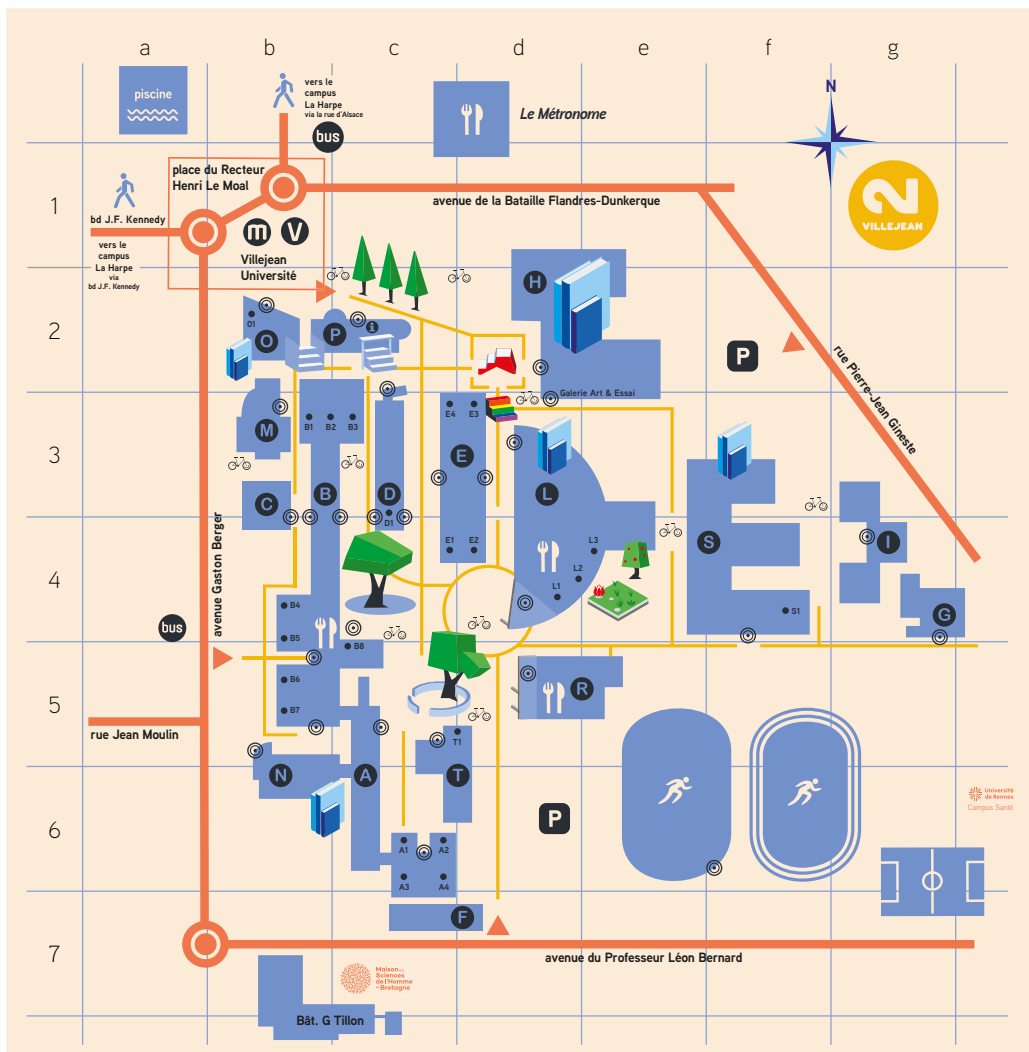 a b c d e f g
piscine
vers le
campus
La Harpe
via la rue d'Alsace
bus
Le Métronome
N
1
place du Recteur
Henri Le Moal
bd J.F. Kennedy
vers le
campus
La Harpe
via
bd J.F. Kennedy
m V
Villejean
Université
avenue de la Bataille Flandres-Dunkerque
2
VILLEJEAN
rue Pierre-Jean Gineste
2
O1
O
P
i
H
P
Galerie Art & Essai
3
M
B1 B2 B3
E4 E3
E
C
B
D
D1
L
avenue Gaston Berger
4
E1 E2
L3
L2
L1
S
S1
I
G
bus
B4
B5
B8
5
B6
B7
R
rue Jean Moulin
T1
N
A
T
6
P
A1 A2
A3 A4
Université
de Rennes
Campus Santé
F
7
avenue du Professeur Léon Bernard
Maison des
Sciences
de l'Homme
en Bretagne
Bât. G Tillon